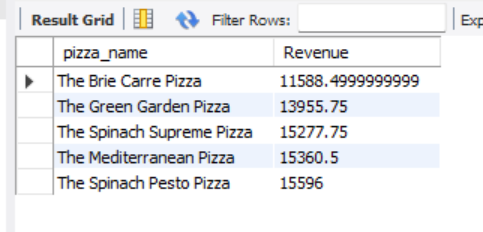 Result Grid Filter Rows: Exp
pizza_name Revenue
The Brie Carre Pizza 11588.4999999999
The Green Garden Pizza 13955.75
The Spinach Supreme Pizza 15277.75
The Mediterranean Pizza 15360.5
The Spinach Pesto Pizza 15596